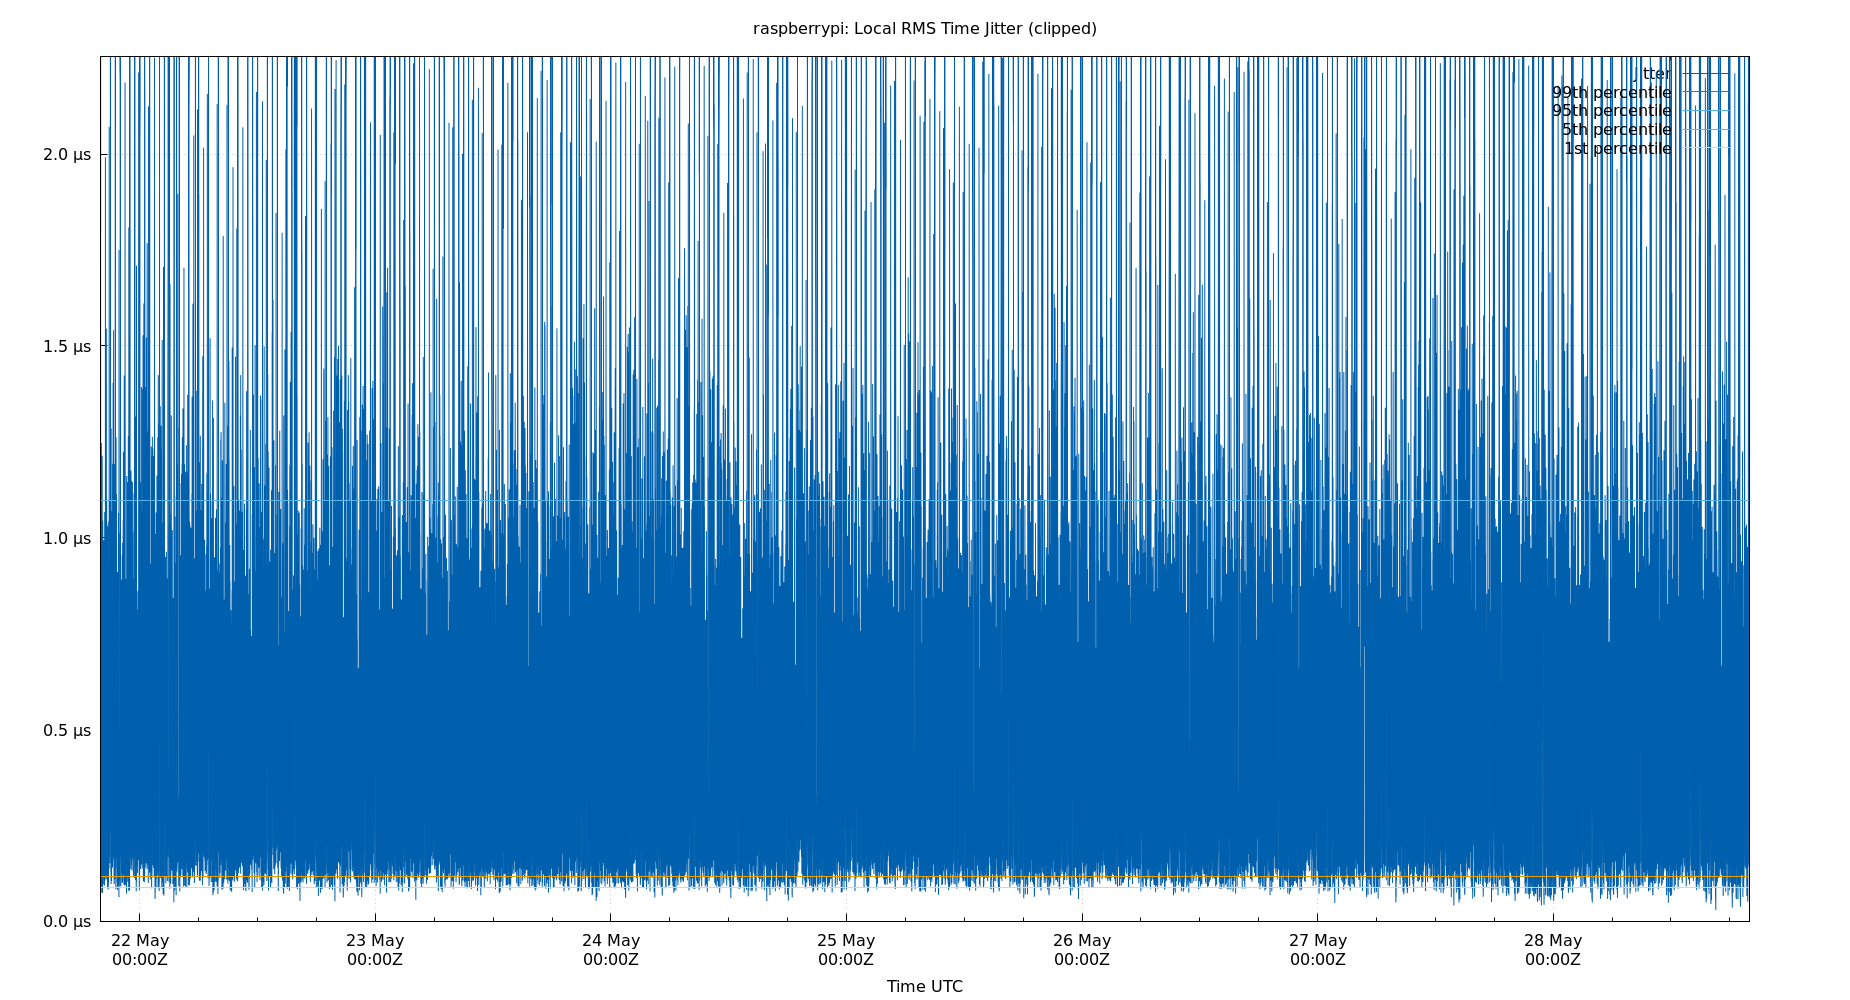 raspberrypi: Local RMS Time Jitter (clipped)
jitter
99th percentile
95th percentile
5th percentile
1st percentile
2.0 µs
1.5 µs
1.0 µs
0.5 µs
0.0 µs
22 May
00:00Z
23 May
00:00Z
24 May
00:00Z
25 May
00:00Z
26 May
00:00Z
27 May
00:00Z
28 May
00:00Z
Time UTC